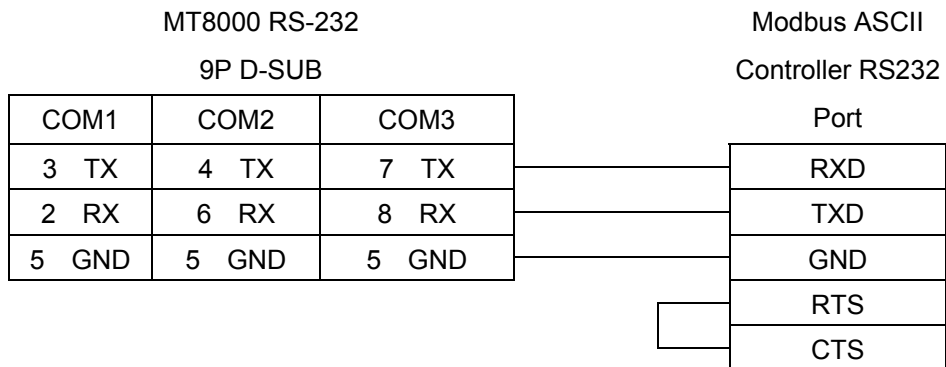 MT8000 RS-232 Modbus ASCII
9P D-SUB Controller RS232
COM1 COM2 COM3 Port
3 TX 4 TX 7 TX RXD
2 RX 6 RX 8 RX TXD
5 GND 5 GND 5 GND GND
RTS
CTS